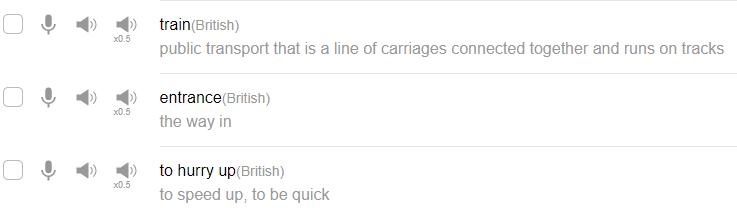 train(British)
x0.5
public transport that is a line of carriages connected together and runs on tracks
entrance(British)
x0.5
the way in
to hurry up(British)
x0.5
to speed up, to be quick